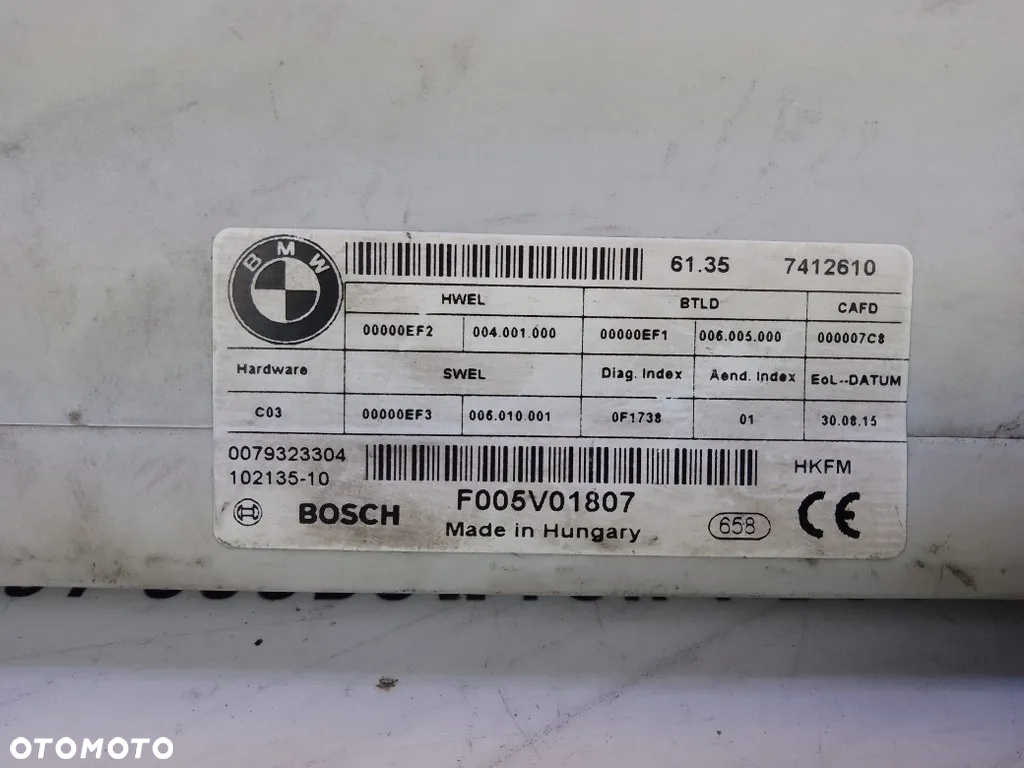 BMW
61.35 7412610
HWEL BTLD CAFD
00000EF2 004.001.000 00000EF1 006.005.000 000007C8
Hardware SWEL Diag. Index Aend. Index EoL--DATUM
C03 00000EF3 006.010.001 0F1738 01 30.08.15
0079323304
102135-10
HKFM
BOSCH F005V01807
Made in Hungary
658 CE
OTOMOTO